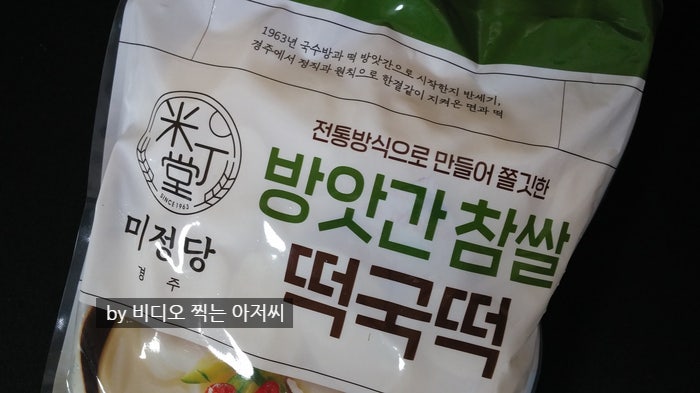 1963년 국수방과 떡 방앗간으로 시작한지 반세기,
경주에서 정직과 원칙으로 한결같이 지켜온 면과 떡
米丁堂
SINCE 1963
미정당
경주
전통방식으로 만들어 쫄깃한
방앗간 참쌀
떡국떡
by 비디오 찍는 아저씨